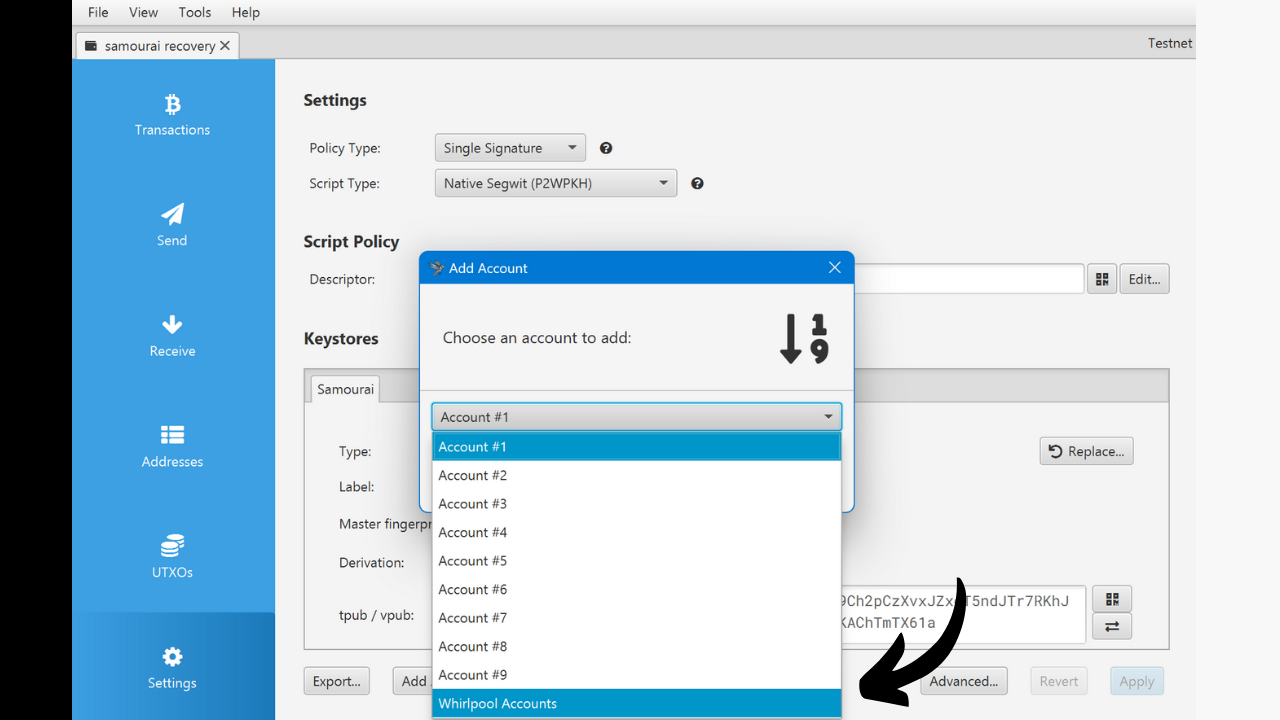 File View Tools Help
samourai recovery
Testnet
Transactions
Send
Receive
Addresses
UTXOs
Settings
Settings
Policy Type: Single Signature
Script Type: Native Segwit (P2WPKH)
Script Policy
Descriptor: Edit...
Keystores
Samourai
Type: Replace...
Label:
Master fingerpr
Derivation:
tpub / vpub:
KAChTmTX61a
Export... Add Advanced... Revert Apply
Add Account
Choose an account to add:
1
9
Account #1
Account #1
Account #2
Account #3
Account #4
Account #5
Account #6
Account #7
Account #8
Account #9
Whirlpool Accounts